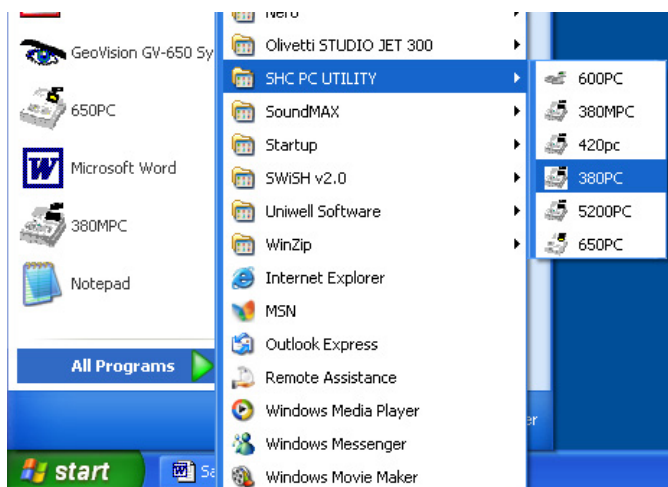 GeoVision GV-650 Sy
650PC
Microsoft Word
380MPC
Notepad
All Programs
start
Nero
Olivetti STUDIO JET 300
SHC PC UTILITY
SoundMAX
Startup
SWiSH v2.0
Uniwell Software
WinZip
Internet Explorer
MSN
Outlook Express
Remote Assistance
Windows Media Player
Windows Messenger
Windows Movie Maker
600PC
380MPC
420pc
380PC
5200PC
650PC